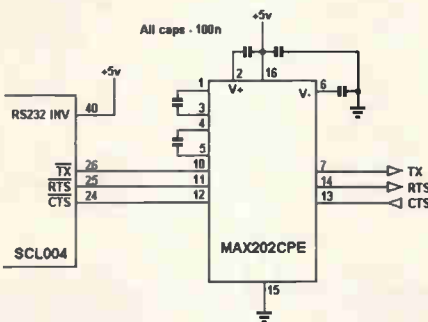 +5v
All caps - 100n
+5v
2
16
V+
1
6
V-
3
RS232 INV
40
4
5
TX
26
10
7
TX
RTS
25
11
14
RTS
CTS
24
12
13
CTS
SCL004
MAX202CPE
15